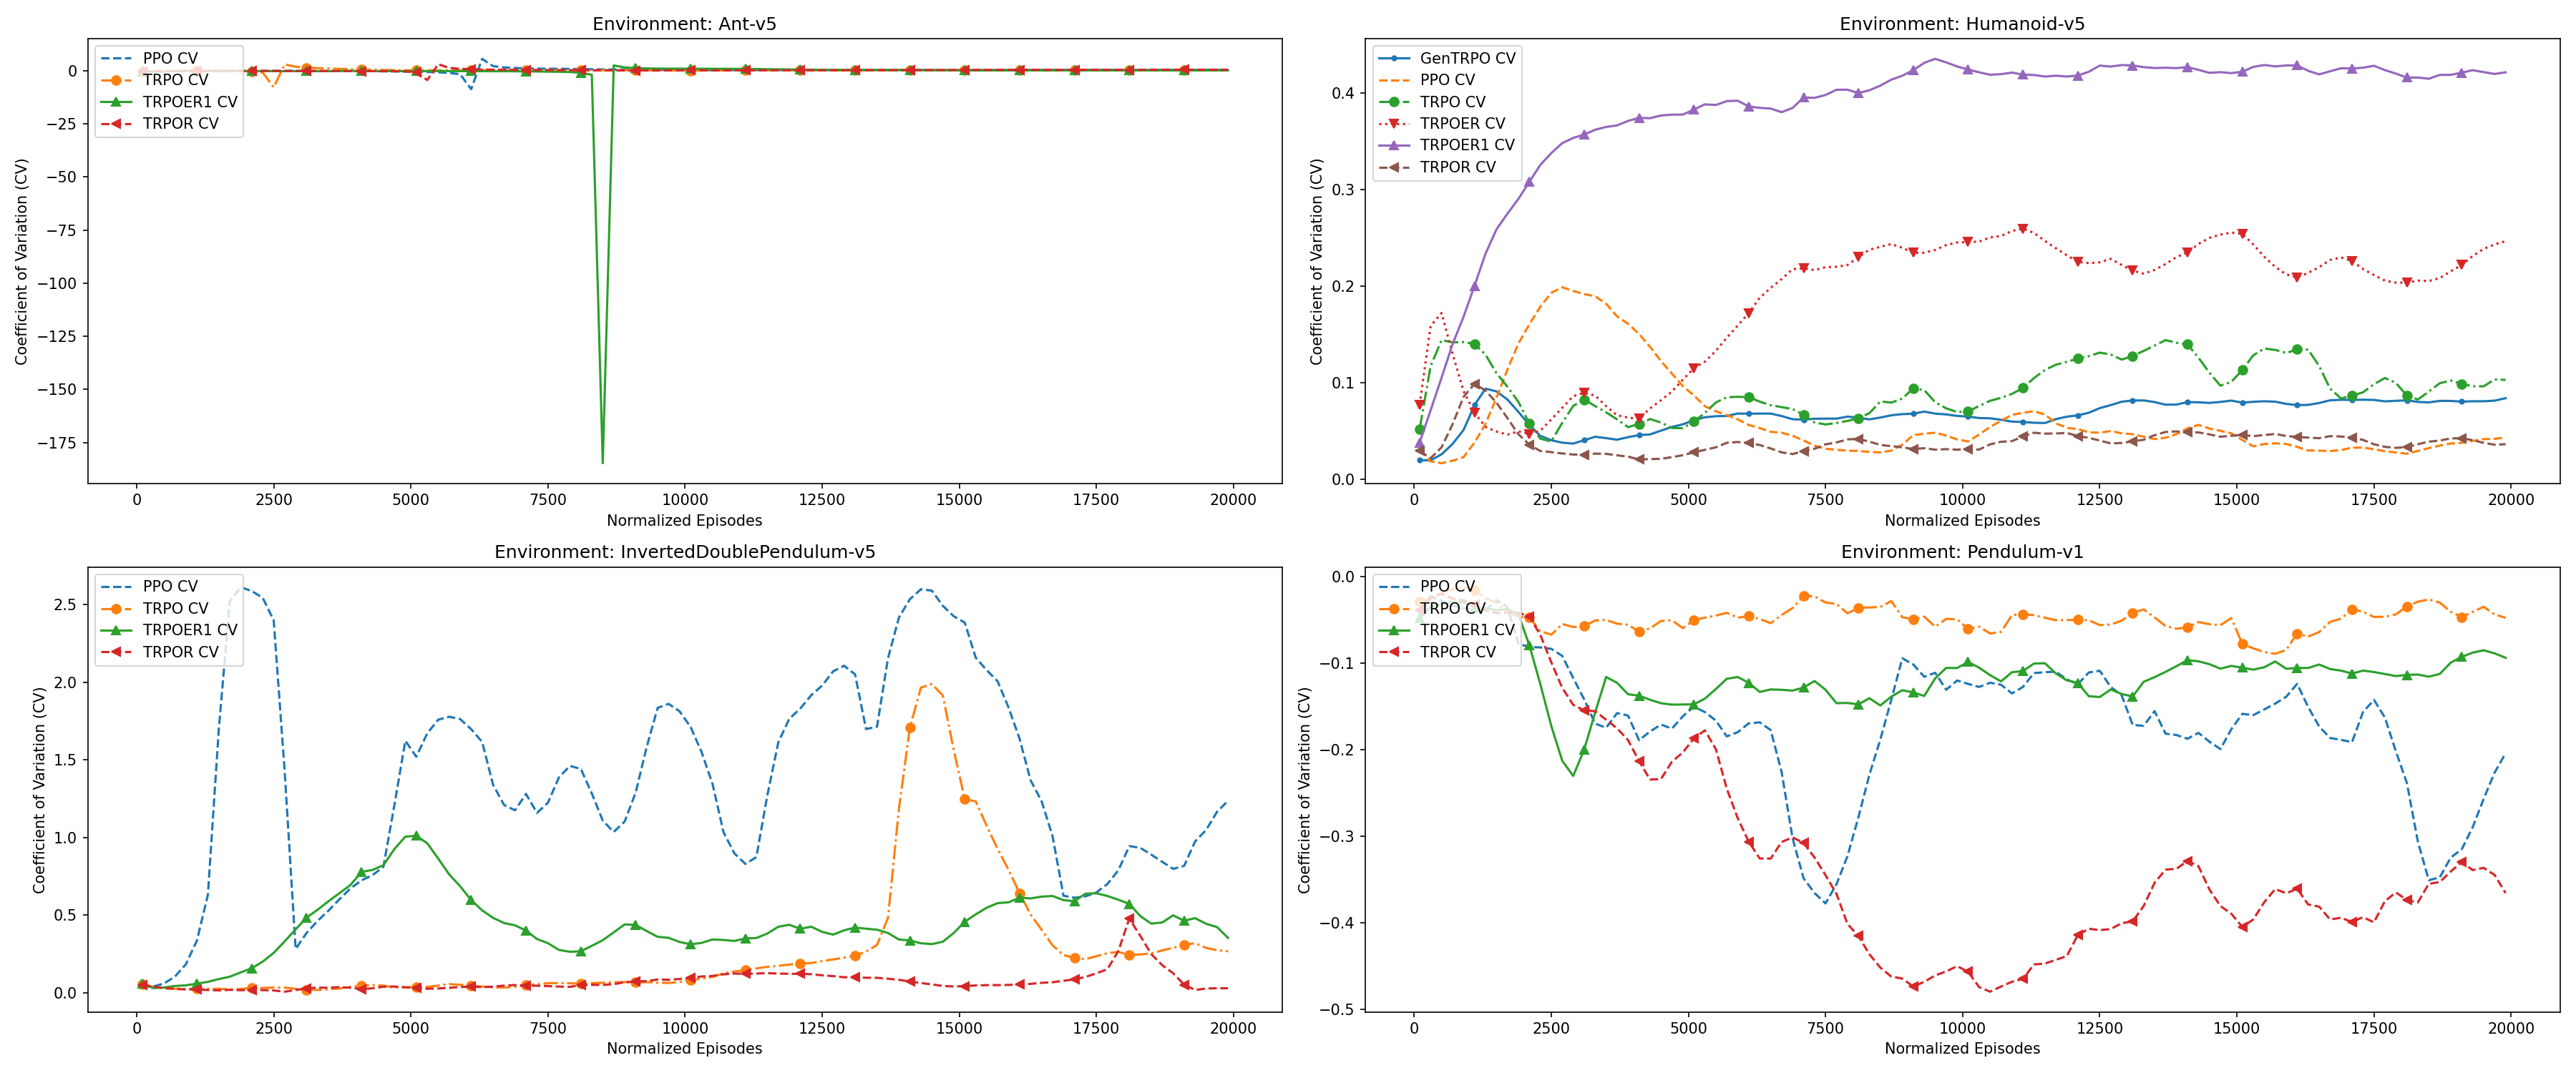 Environment: Ant-v5
PPO CV
TRPO CV
TRPOER1 CV
TRPOR CV
Coefficient of Variation (CV)
0
−25
−50
−75
−100
−125
−150
−175
0 2500 5000 7500 10000 12500 15000 17500 20000
Normalized Episodes
Environment: Humanoid-v5
GenTRPO CV
PPO CV
TRPO CV
TRPOER CV
TRPOER1 CV
TRPOR CV
Coefficient of Variation (CV)
0.4
0.3
0.2
0.1
0.0
0 2500 5000 7500 10000 12500 15000 17500 20000
Normalized Episodes
Environment: InvertedDoublePendulum-v5
PPO CV
TRPO CV
TRPOER1 CV
TRPOR CV
Coefficient of Variation (CV)
2.5
2.0
1.5
1.0
0.5
0.0
0 2500 5000 7500 10000 12500 15000 17500 20000
Normalized Episodes
Environment: Pendulum-v1
PPO CV
TRPO CV
TRPOER1 CV
TRPOR CV
Coefficient of Variation (CV)
0.0
−0.1
−0.2
−0.3
−0.4
−0.5
0 2500 5000 7500 10000 12500 15000 17500 20000
Normalized Episodes